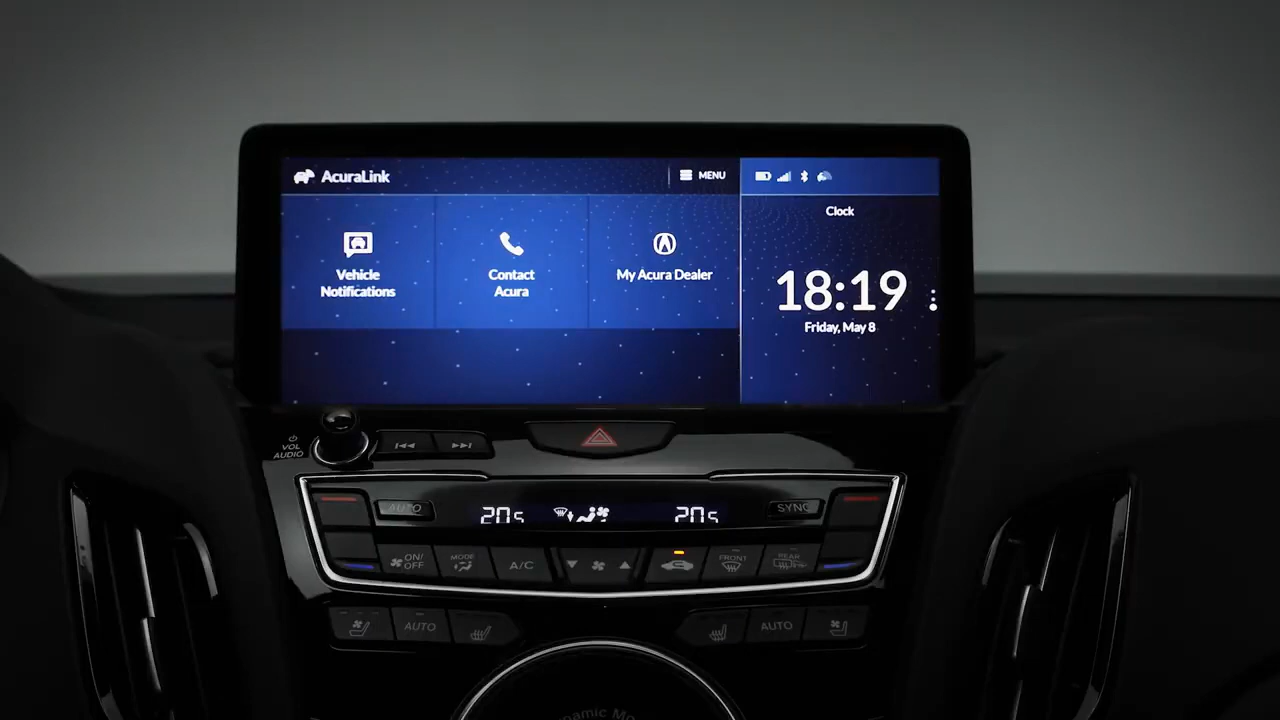 AcuraLink
MENU
Clock
Vehicle
Notifications
Contact
Acura
My Acura Dealer
18:19
Friday, May 8
VOL
AUDIO
AUTO
20.5
20.5
SYNC
ON/
OFF
MODE
A/C
FRONT
REAR
AUTO
AUTO